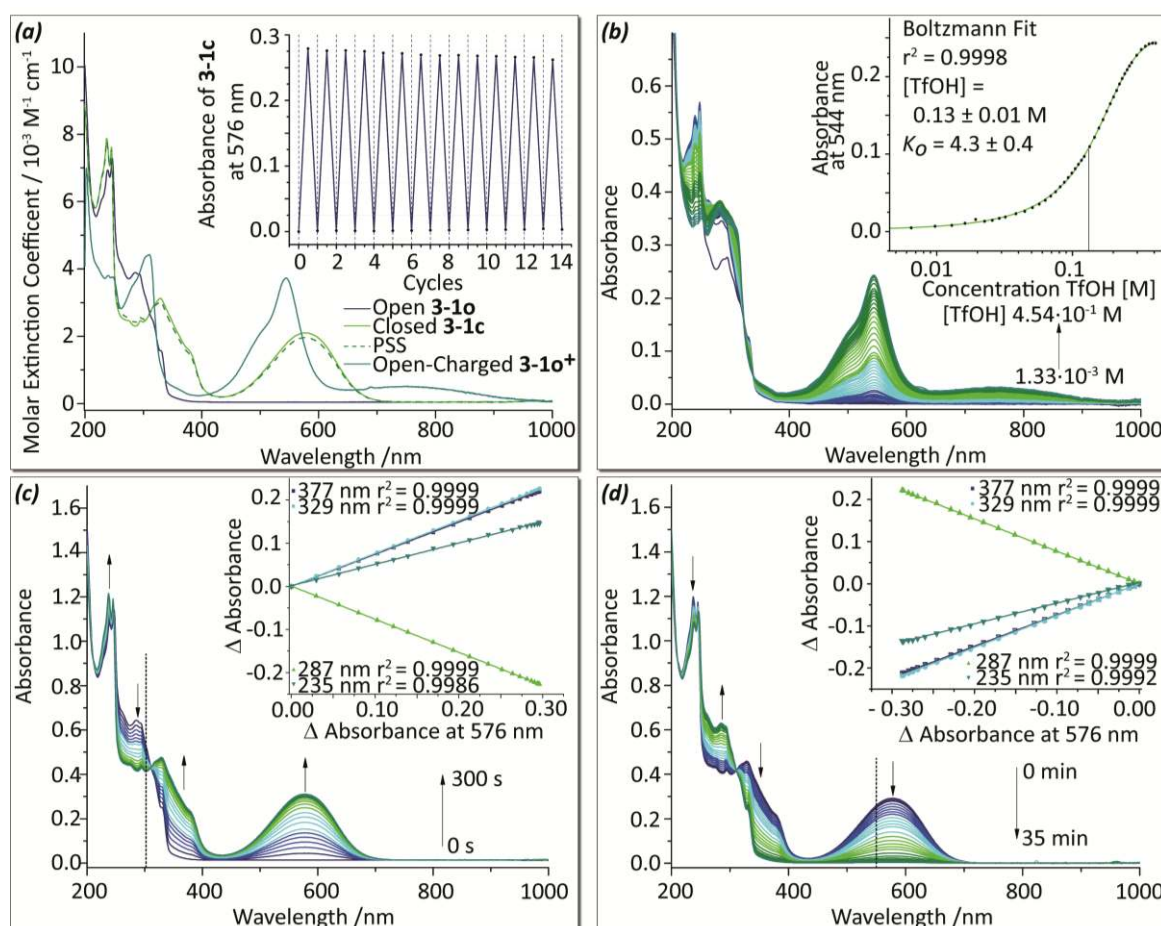 (a)
Molar Extinction Coefficent / 10⁻³ M⁻¹ cm⁻¹
10
8
6
4
2
0
200 400 600 800 1000
Wavelength /nm
Absorbance of 3-1c
at 576 nm
0.3
0.2
0.1
0.0
0 2 4 6 8 10 12 14
Cycles
Open 3-1o
Closed 3-1c
PSS
Open-Charged 3-1o⁺
(b)
Absorbance
0.6
0.5
0.4
0.3
0.2
0.1
0.0
200 400 600 800 1000
Wavelength /nm
Absorbance
at 544 nm
0.2
0.1
0.0
0.01 0.1
Concentration TfOH [M]
Boltzmann Fit
r² = 0.9998
[TfOH] =
0.13 ± 0.01 M
K_O = 4.3 ± 0.4
[TfOH] 4.54·10⁻¹ M
1.33·10⁻³ M
(c)
Absorbance
1.6
1.4
1.2
1.0
0.8
0.6
0.4
0.2
0.0
200 400 600 800 1000
Wavelength /nm
Δ Absorbance
0.2
0.1
0.0
-0.1
-0.2
0.00 0.10 0.20 0.30
Δ Absorbance at 576 nm
377 nm r² = 0.9999
329 nm r² = 0.9999
287 nm r² = 0.9999
235 nm r² = 0.9986
300 s
0 s
(d)
Absorbance
1.6
1.4
1.2
1.0
0.8
0.6
0.4
0.2
0.0
200 400 600 800 1000
Wavelength /nm
Δ Absorbance
0.2
0.1
0.0
-0.1
-0.2
- 0.30 -0.20 -0.10 0.00
Δ Absorbance at 576 nm
377 nm r² = 0.9999
329 nm r² = 0.9999
287 nm r² = 0.9999
235 nm r² = 0.9992
0 min
35 min